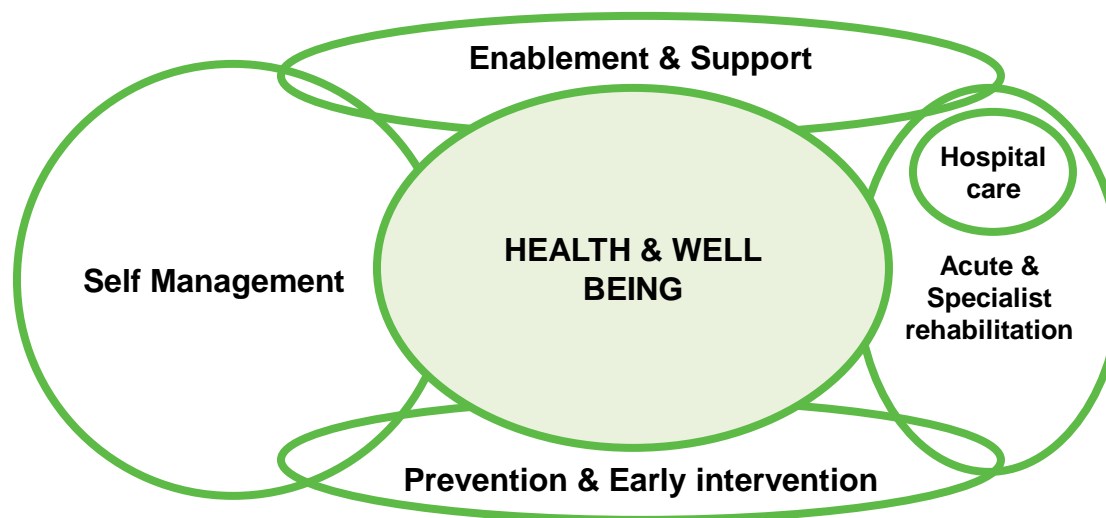 Enablement & Support
Hospital
care
HEALTH & WELL
BEING
Self Management
Acute &
Specialist
rehabilitation
Prevention & Early intervention